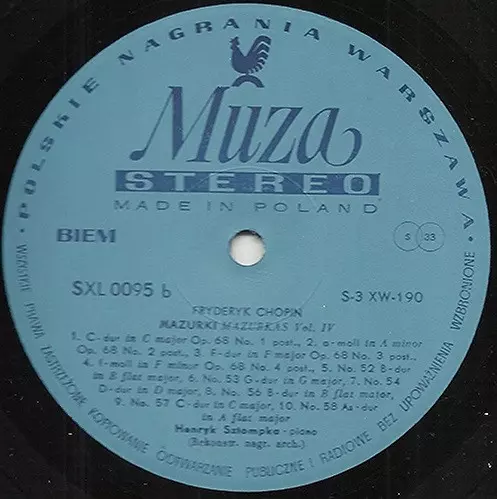 • POLSKIE NAGRANIA WARSZAWA •
Muza
STEREO
MADE IN POLAND
BIEM
S 33
SXL 0095 b
S-3 XW-190
FRYDERYK CHOPIN
MAZURKI MAZURKAS Vol. IV
1. C-dur in C major Op. 68 No. 1 post., 2. a-moll in A minor
Op. 68 No. 2 post., 3. F-dur in F major Op. 68 No. 3 post.,
4. f-moll in F minor Op. 68 No. 4 post., 5. No. 52 B-dur
in B flat major, 6. No. 53 G-dur in G major, 7. No. 54
D-dur in D major, 8. No. 56 B-dur in B flat major,
9. No. 57 C-dur in C major, 10. No. 58 As-dur
in A flat major
Henryk Sztompka - piano
(Rekonstr. nagr. arch.)
WSZYSTKIE PRAWA ZASTRZEŻONE KOPIOWANIE ODTWARZANIE PUBLICZNE I RADIOWE BEZ UPOWAŻNIENIA WZBRONIONE